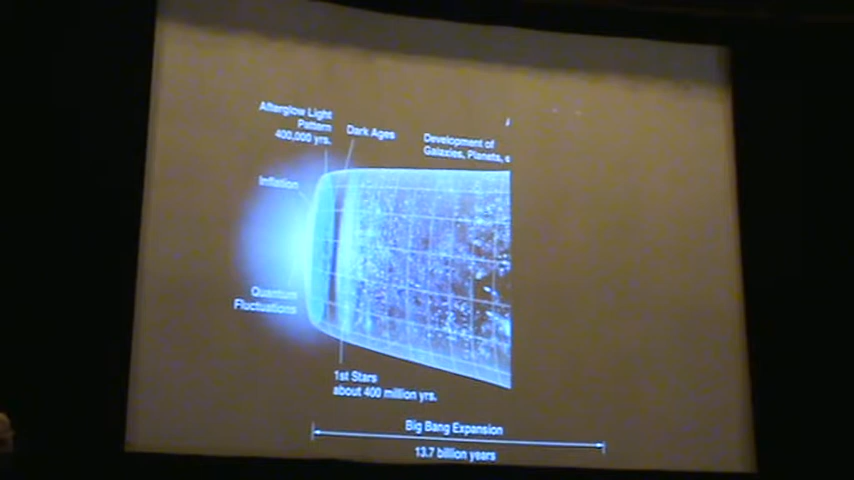 Afterglow Light
Pattern
400,000 yrs.
Dark Ages
Development of
Galaxies, Planets, e
Inflation
Quantum
Fluctuations
1st Stars
about 400 million yrs.
Big Bang Expansion
13.7 billion years